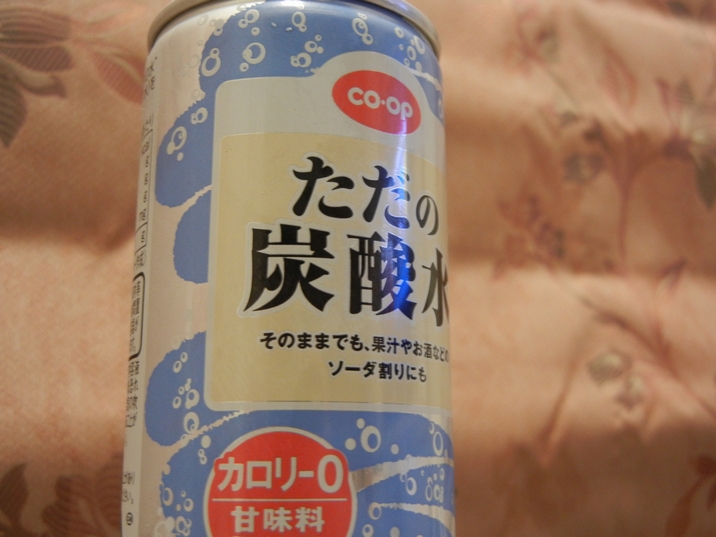 co·op
ただの
炭酸水
そのままでも、果汁やお酒などの
ソーダ割りにも
カロリー0
甘味料